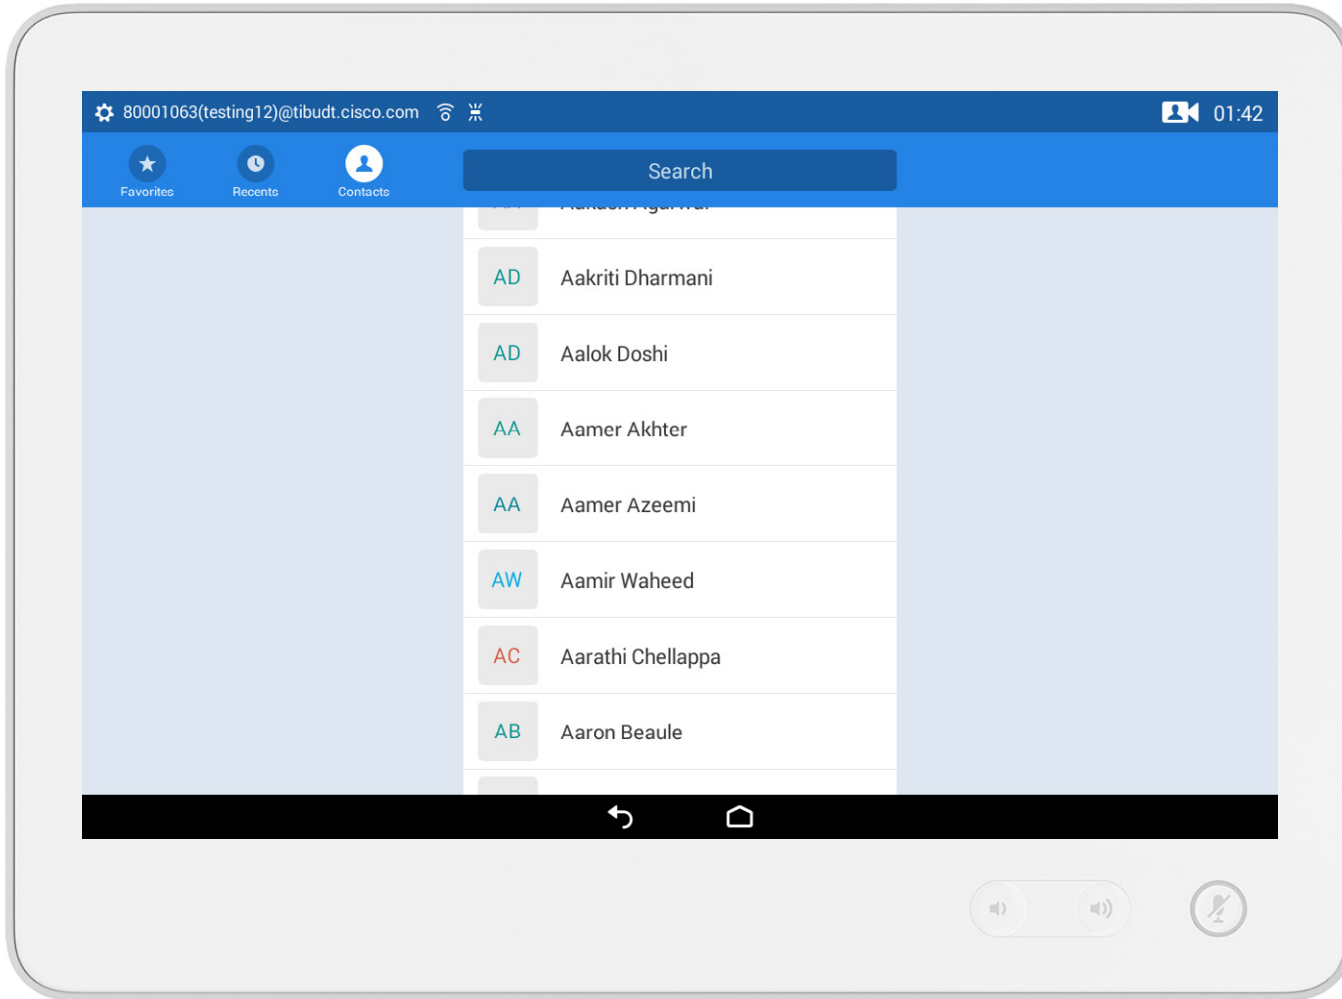 80001063(testing12)@tibudt.cisco.com
01:42
Favorites
Recents
Contacts
Search
AD
Aakriti Dharmani
AD
Aalok Doshi
AA
Aamer Akhter
AA
Aamer Azeemi
AW
Aamir Waheed
AC
Aarathi Chellappa
AB
Aaron Beaule